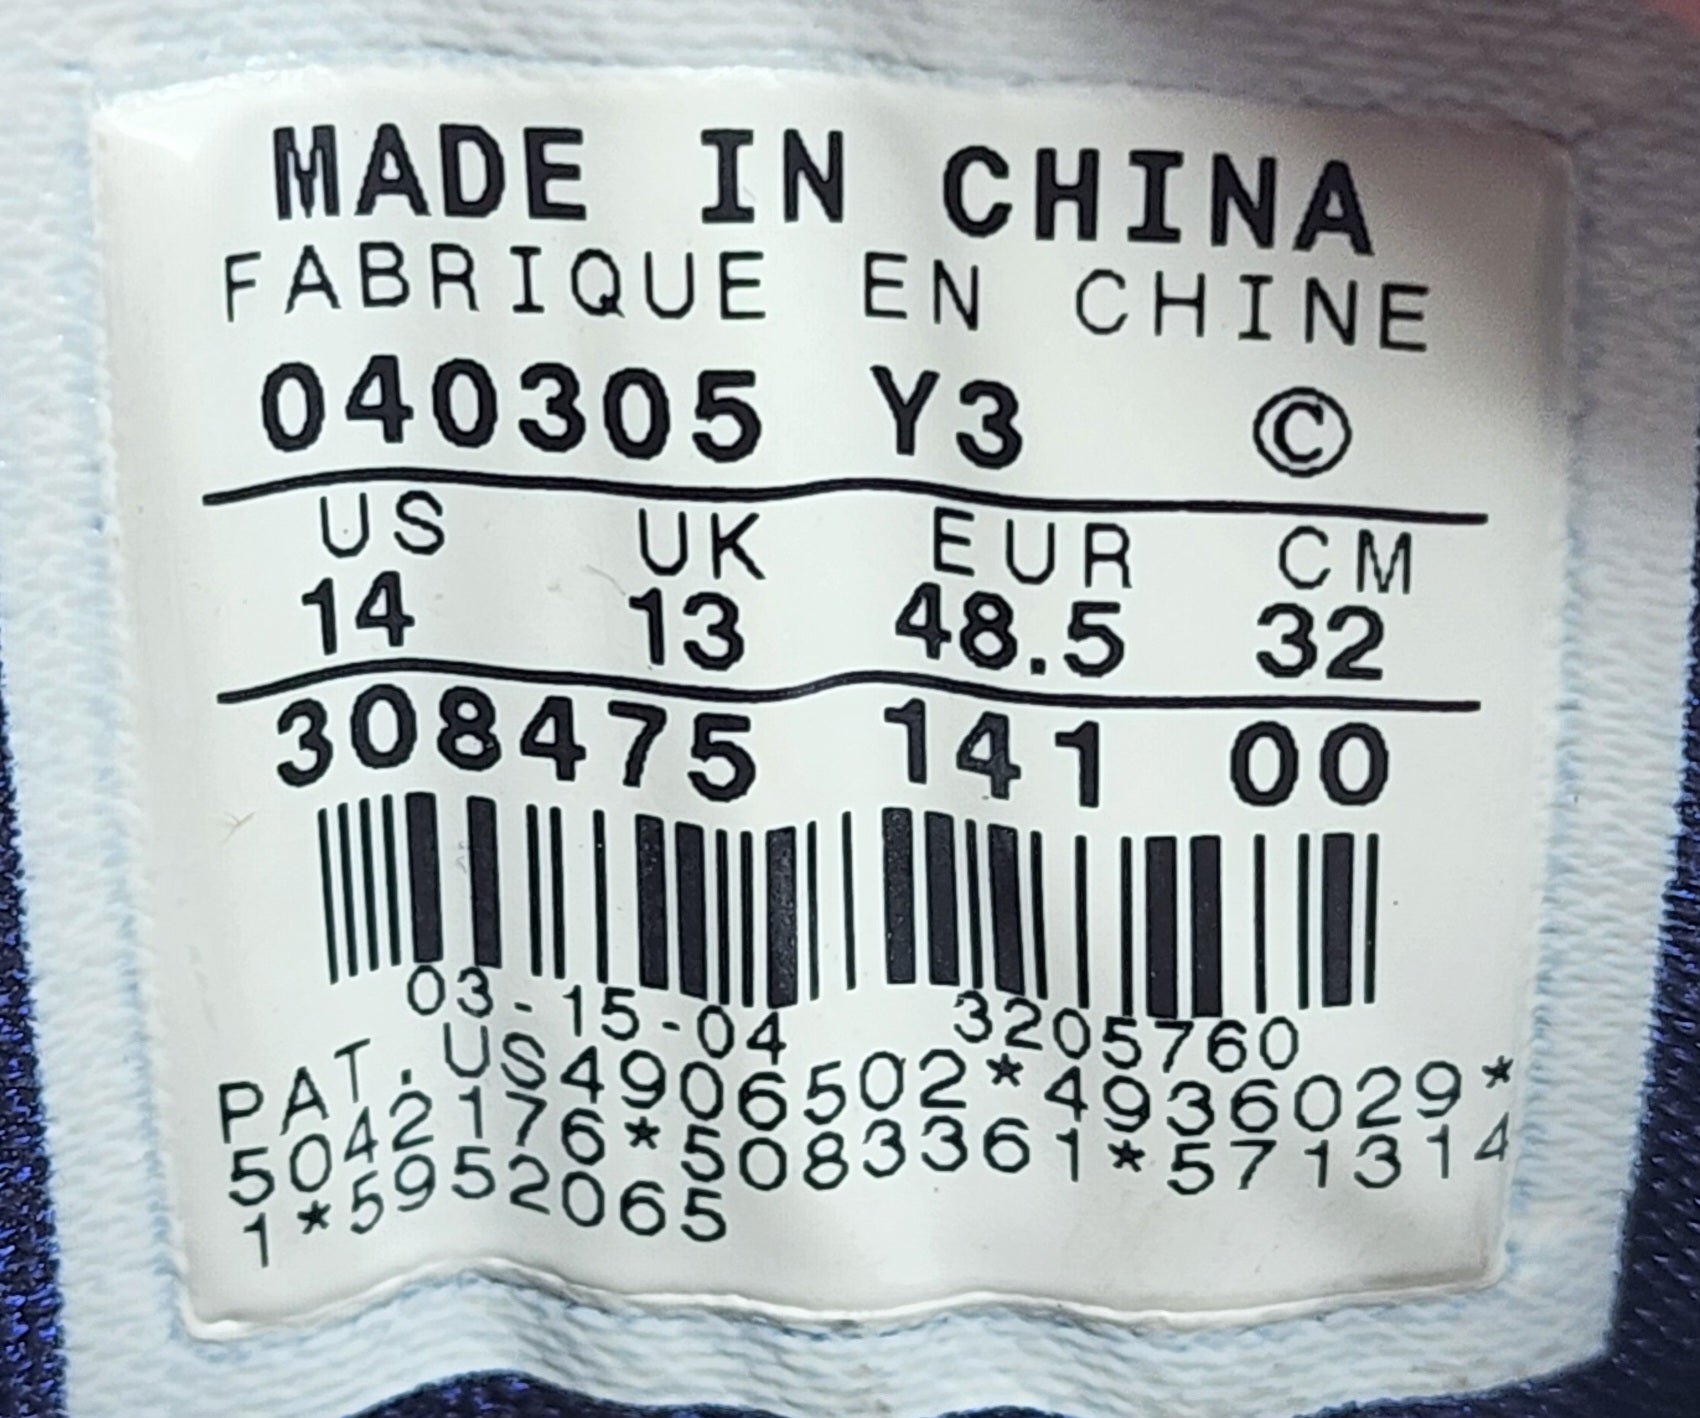 MADE IN CHINA
FABRIQUE EN CHINE
040305 Y3 ©
US UK EUR CM
14 13 48.5 32
308475 141 00
03-15-04 3205760
PAT.US4906502*4936029*
5042176*5083361*571314
1*5952065